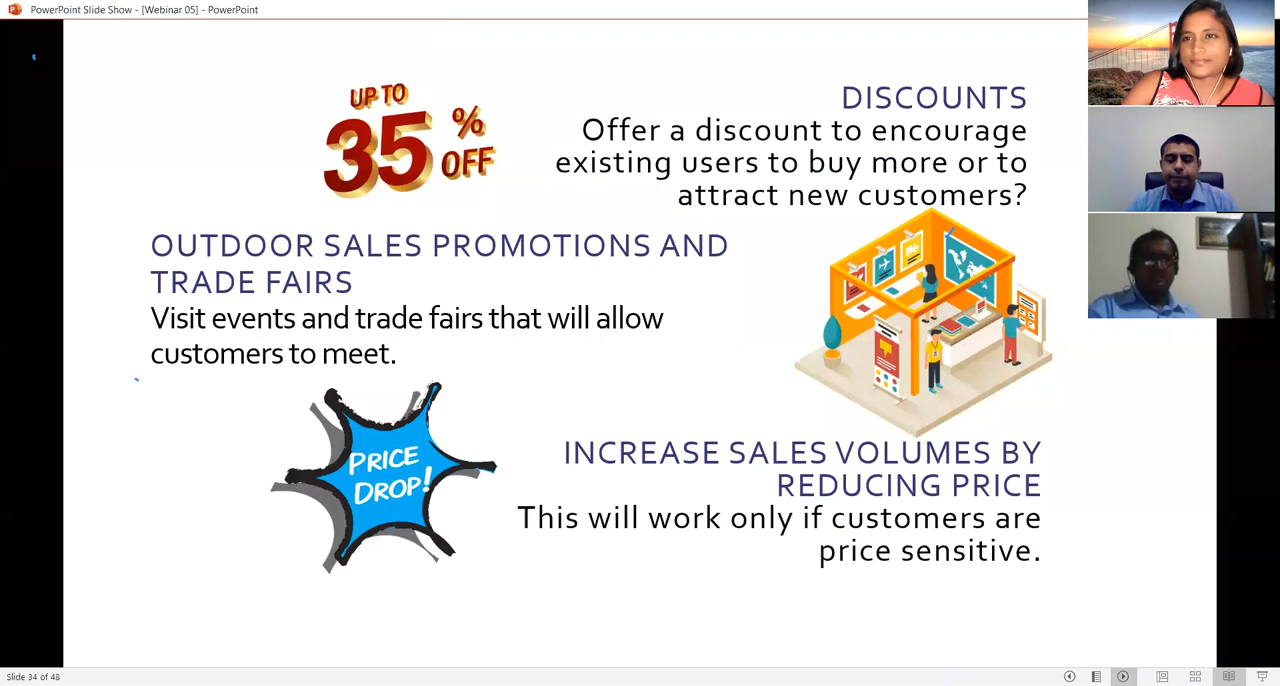 PowerPoint Slide Show - [Webinar 05] - PowerPoint
UP TO
35 % OFF
DISCOUNTS
Offer a discount to encourage
existing users to buy more or to
attract new customers?
OUTDOOR SALES PROMOTIONS AND
TRADE FAIRS
Visit events and trade fairs that will allow
customers to meet.
PRICE
DROP!
INCREASE SALES VOLUMES BY
REDUCING PRICE
This will work only if customers are
price sensitive.
Slide 34 of 48